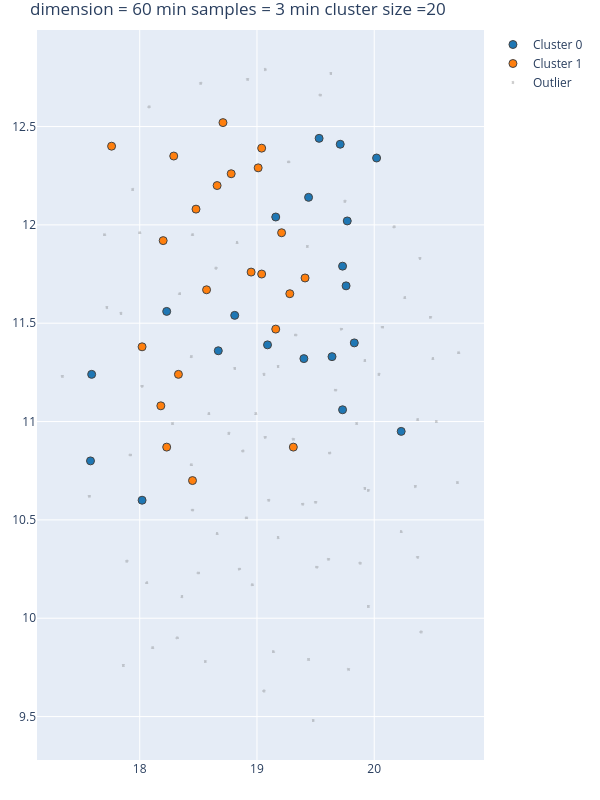 dimension = 60 min samples = 3 min cluster size =20
Cluster 0
Cluster 1
Outlier
12.5
12
11.5
11
10.5
10
9.5
18
19
20